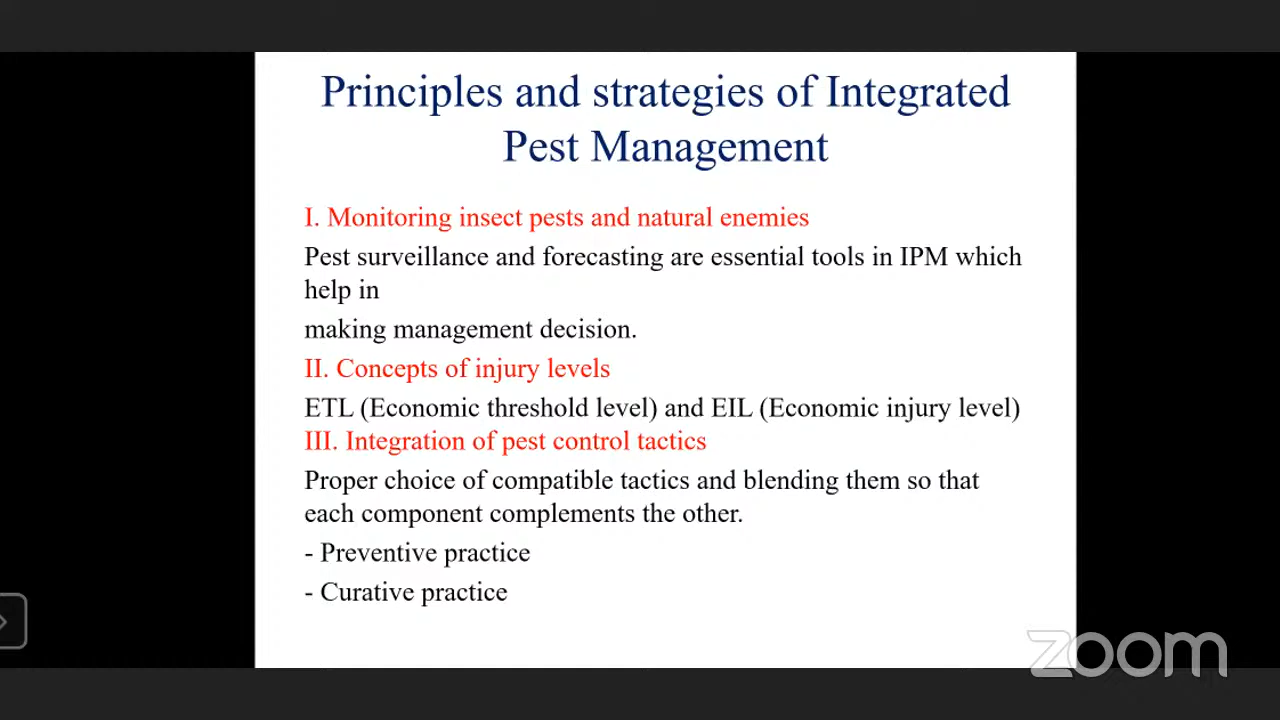 Principles and strategies of Integrated
Pest Management
I. Monitoring insect pests and natural enemies
Pest surveillance and forecasting are essential tools in IPM which
help in
making management decision.
II. Concepts of injury levels
ETL (Economic threshold level) and EIL (Economic injury level)
III. Integration of pest control tactics
Proper choice of compatible tactics and blending them so that
each component complements the other.
- Preventive practice
- Curative practice
zoom